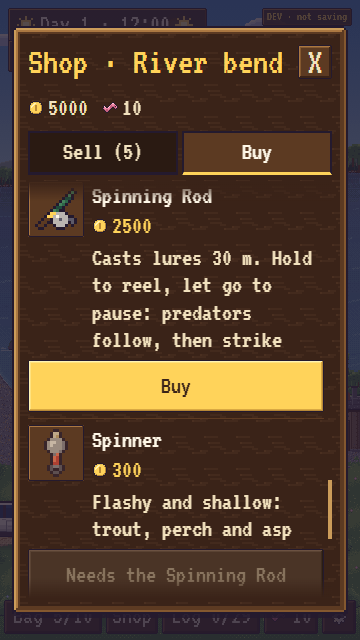 Day 1 · 12:00
DEV · not saving
Shop · River bend X
5000 10
Sell (5) Buy
Spinning Rod
2500
Casts lures 30 m. Hold
to reel, let go to
pause: predators
follow, then strike
Buy
Spinner
300
Flashy and shallow:
trout, perch and asp
Needs the Spinning Rod
Shop